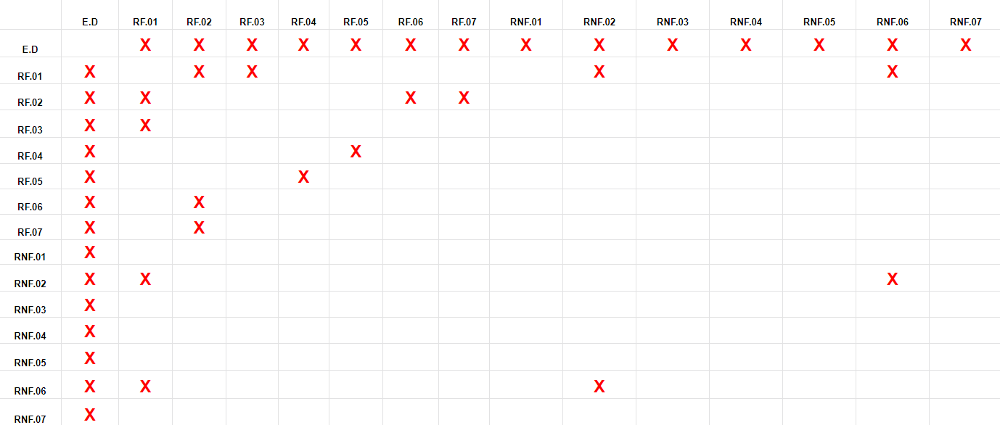 E.D RF.01 RF.02 RF.03 RF.04 RF.05 RF.06 RF.07 RNF.01 RNF.02 RNF.03 RNF.04 RNF.05 RNF.06 RNF.07
E.D X X X X X X X X X X X X X X
RF.01 X X X X X
RF.02 X X X X
RF.03 X X
RF.04 X X
RF.05 X X
RF.06 X X
RF.07 X X
RNF.01 X
RNF.02 X X X
RNF.03 X
RNF.04 X
RNF.05 X
RNF.06 X X X
RNF.07 X